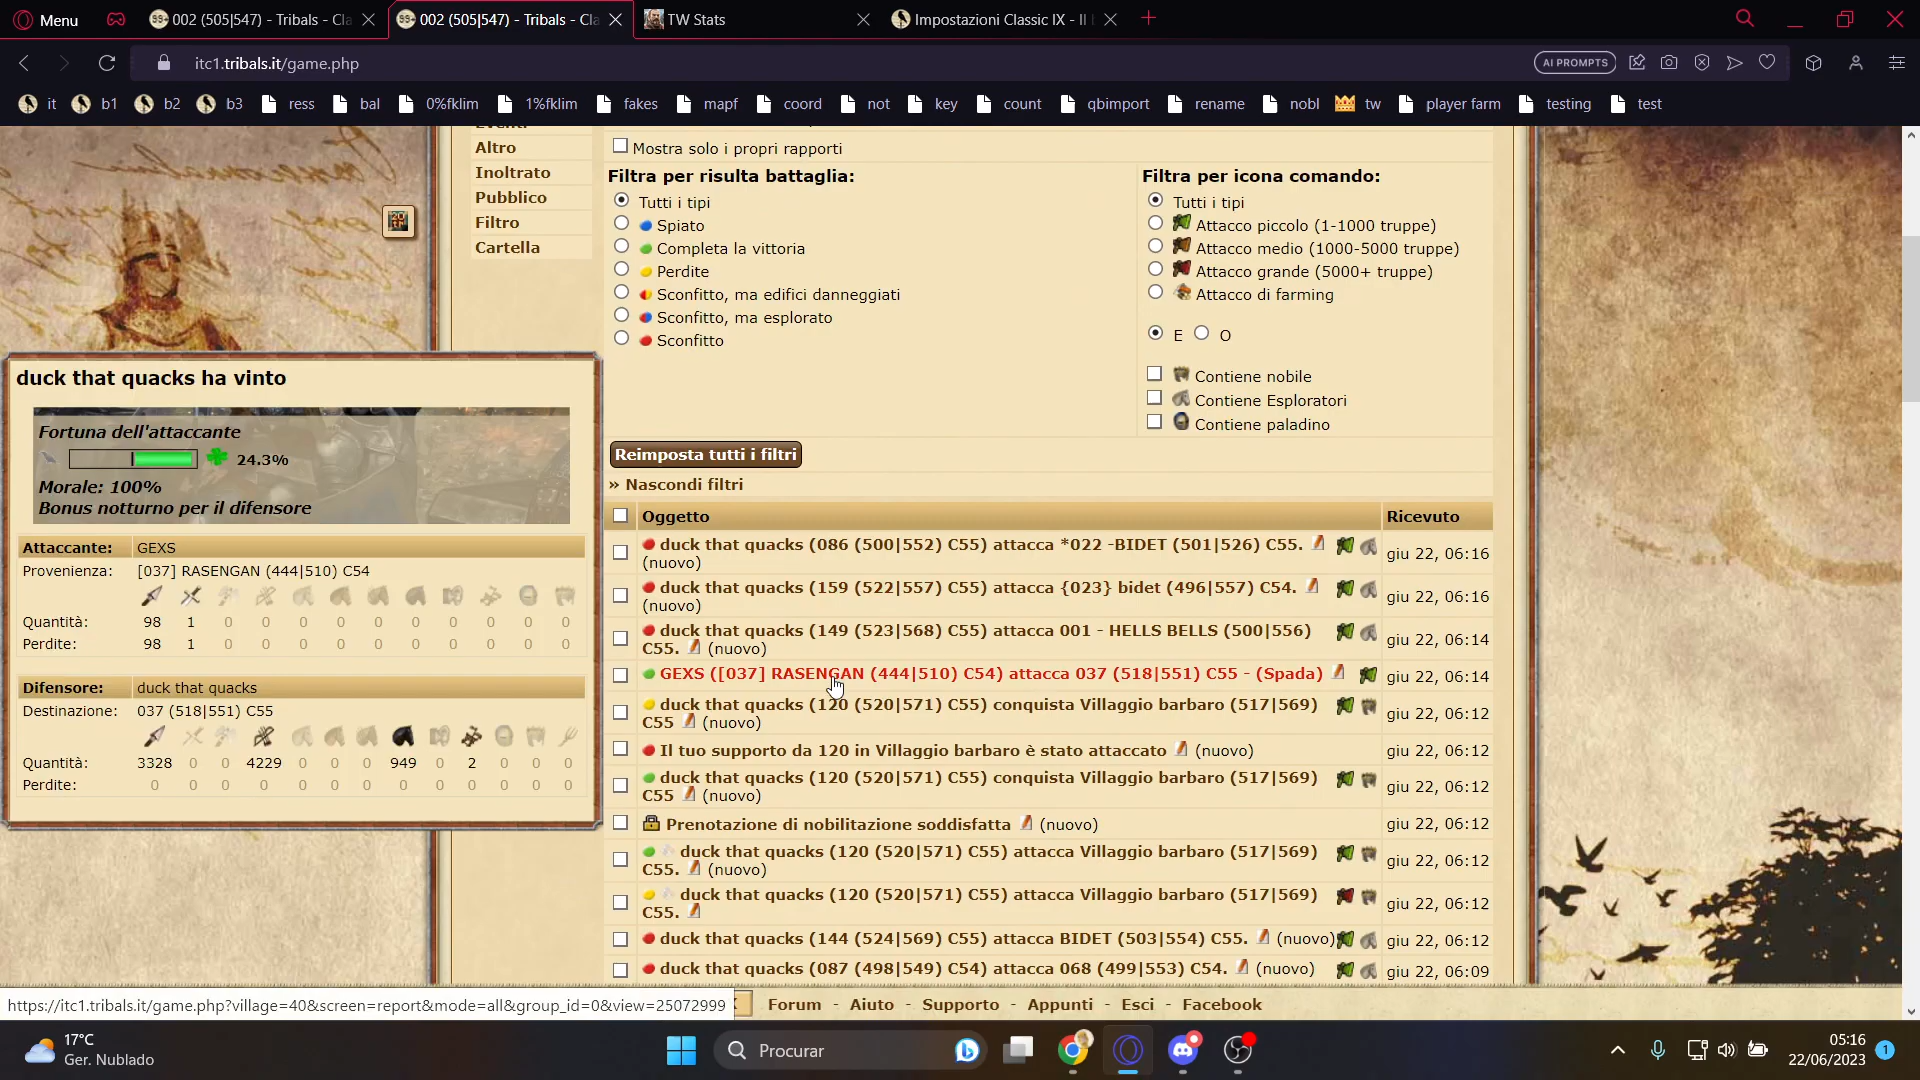 Menu
002 (505|547) - Tribals - Cla
002 (505|547) - Tribals - Cla
TW Stats
Impostazioni Classic IX - Il
itc1.tribals.it/game.php
AI PROMPTS
it b1 b2 b3 ress bal 0%fklim 1%fklim fakes mapf coord not key count qbimport rename nobl tw player farm testing test
Altro
Inoltrato
Pubblico
Filtro
Cartella
Mostra solo i propri rapporti
Filtra per risulta battaglia:
Tutti i tipi
Spiato
Completa la vittoria
Perdite
Sconfitto, ma edifici danneggiati
Sconfitto, ma esplorato
Sconfitto
Filtra per icona comando:
Tutti i tipi
Attacco piccolo (1-1000 truppe)
Attacco medio (1000-5000 truppe)
Attacco grande (5000+ truppe)
Attacco di farming
E O
Contiene nobile
Contiene Esploratori
Contiene paladino
Reimposta tutti i filtri
» Nascondi filtri
duck that quacks ha vinto
Fortuna dell'attaccante
24.3%
Morale: 100%
Bonus notturno per il difensore
Attaccante: GEXS
Provenienza: [037] RASENGAN (444|510) C54
Quantità: 98 1 0 0 0 0 0 0 0 0 0 0
Perdite: 98 1 0 0 0 0 0 0 0 0 0 0
Difensore: duck that quacks
Destinazione: 037 (518|551) C55
Quantità: 3328 0 0 4229 0 0 0 949 0 2 0 0 0
Perdite: 0 0 0 0 0 0 0 0 0 0 0 0
Oggetto Ricevuto
duck that quacks (086 (500|552) C55) attacca *022 -BIDET (501|526) C55.
(nuovo)
giu 22, 06:16
duck that quacks (159 (522|557) C55) attacca {023} bidet (496|557) C54.
(nuovo)
giu 22, 06:16
duck that quacks (149 (523|568) C55) attacca 001 - HELLS BELLS (500|556)
C55. (nuovo)
giu 22, 06:14
GEXS ([037] RASENGAN (444|510) C54) attacca 037 (518|551) C55 - (Spada)
giu 22, 06:14
duck that quacks (120 (520|571) C55) conquista Villaggio barbaro (517|569)
C55 (nuovo)
giu 22, 06:12
Il tuo supporto da 120 in Villaggio barbaro è stato attaccato (nuovo)
giu 22, 06:12
duck that quacks (120 (520|571) C55) conquista Villaggio barbaro (517|569)
C55 (nuovo)
giu 22, 06:12
Prenotazione di nobilitazione soddisfatta (nuovo)
giu 22, 06:12
duck that quacks (120 (520|571) C55) attacca Villaggio barbaro (517|569)
C55. (nuovo)
giu 22, 06:12
duck that quacks (120 (520|571) C55) attacca Villaggio barbaro (517|569)
C55.
giu 22, 06:12
duck that quacks (144 (524|569) C55) attacca BIDET (503|554) C55. (nuovo)
giu 22, 06:12
duck that quacks (087 (498|549) C54) attacca 068 (499|553) C54. (nuovo)
giu 22, 06:09
https://itc1.tribals.it/game.php?village=40&screen=report&mode=all&group_id=0&view=25072999
Forum - Aiuto - Supporto - Appunti - Esci - Facebook
17°C
Ger. Nublado
Procurar
05:16
22/06/2023
1